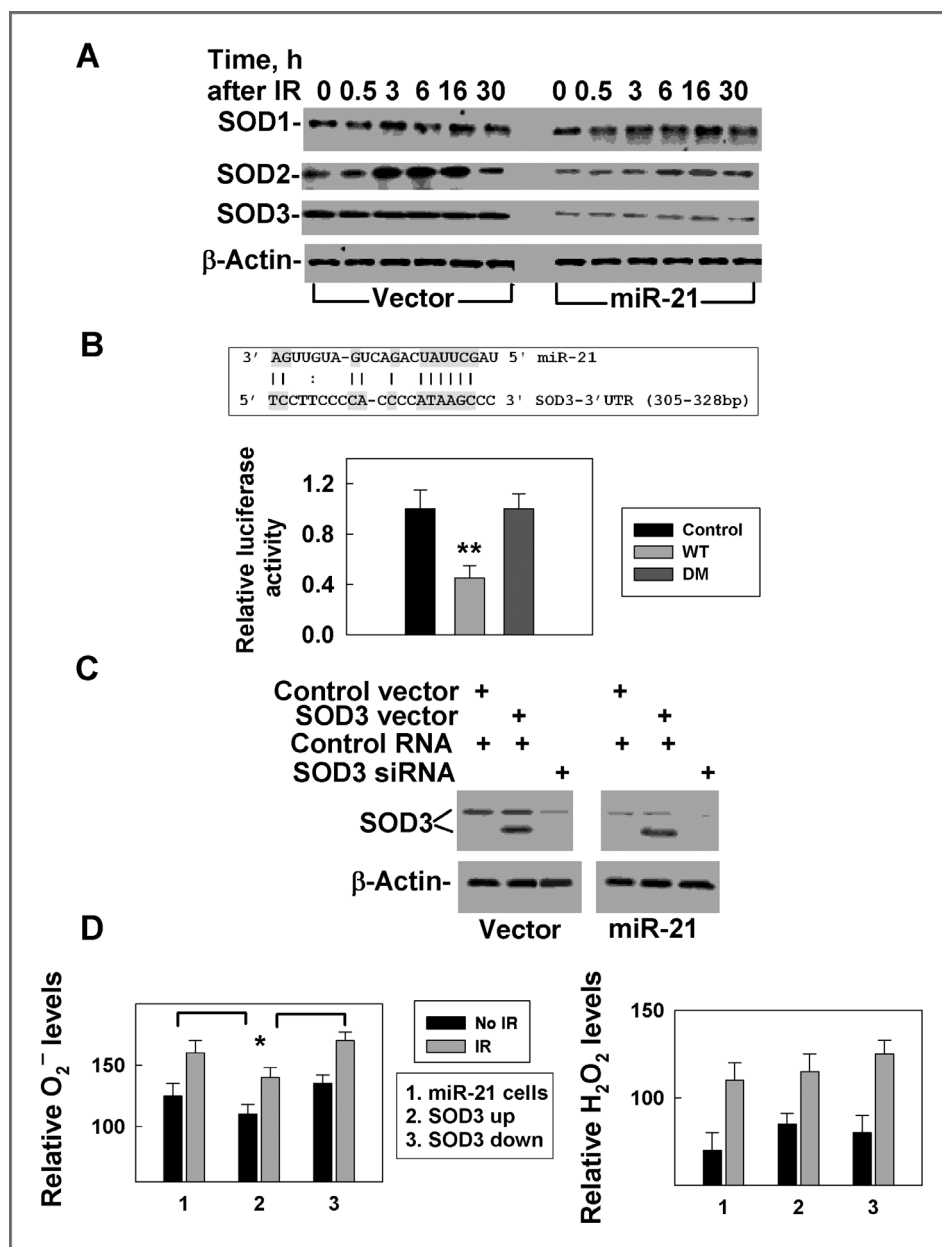 A
Time, h
after IR
0 0.5 3 6 16 30 0 0.5 3 6 16 30
SOD1-
SOD2-
SOD3-
β-Actin-
Vector miR-21
B
3' AGUUGUA-GUCAGACUAUUCGAU 5' miR-21
5' TCCTTCCCCCA-CCCCATAAGCCC 3' SOD3-3'UTR (305-328bp)
Relative luciferase
activity
1.2
0.8
0.4
0.0
**
Control
WT
DM
C
Control vector + +
SOD3 vector + +
Control RNA + + + +
SOD3 siRNA + +
SOD3
β-Actin-
Vector miR-21
D
Relative O₂⁻ levels
150
100
*
1 2 3
No IR
IR
1. miR-21 cells
2. SOD3 up
3. SOD3 down
Relative H₂O₂ levels
150
100
1 2 3